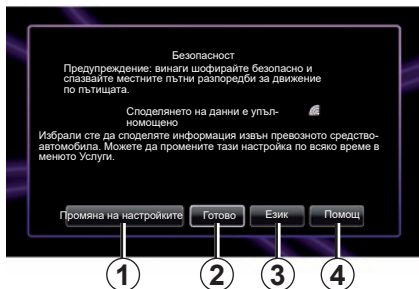 Безопасност
Предупреждение: винаги шофирайте безопасно и
спазвайте местните пътни разпоредби за движение
по пътищата.
Споделянето на данни е упъл-
номощено
Избрали сте да споделяте информация извън превозното средство-
автомобила. Можете да промените тази настройка по всяко време в
менюто Услуги.
Промяна на настройките Готово Език Помощ
1 2 3 4